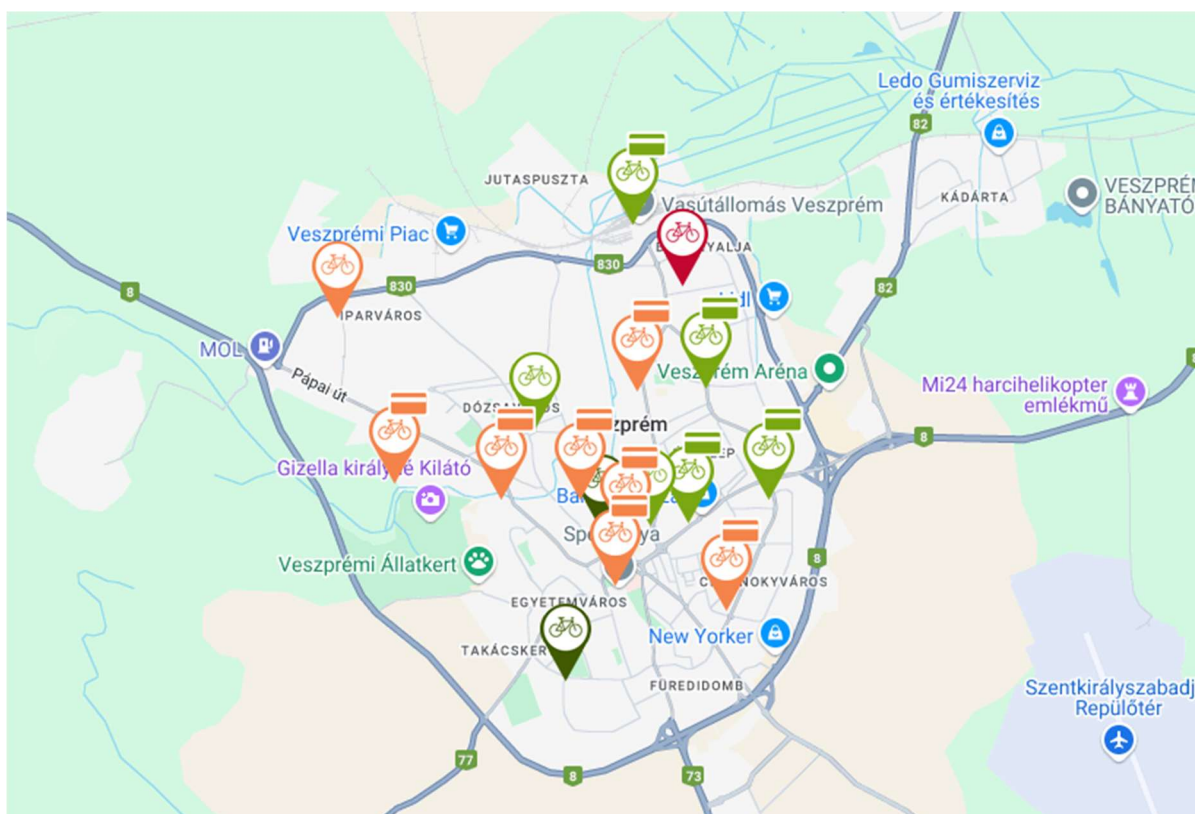 Ledo Gumiszerviz
és értékesítés
82
JUTASPUSZTA
VESZPRÉM
BÁNYATÓ
KÁDÁRTA
Vasútállomás Veszprém
Veszprémi Piac
830
830
8
82
IPARVÁROS
MOL
Pápai út
Veszprém Aréna
Mi24 harcihelikopter
emlékmű
8
Gizella királyné Kilátó
Veszprémi Állatkert
8
EGYETEMVÁROS
New Yorker
TAKÁCSKER
FÜREDIDOMB
Szentkirályszabadj
Repülőtér
77
8
73